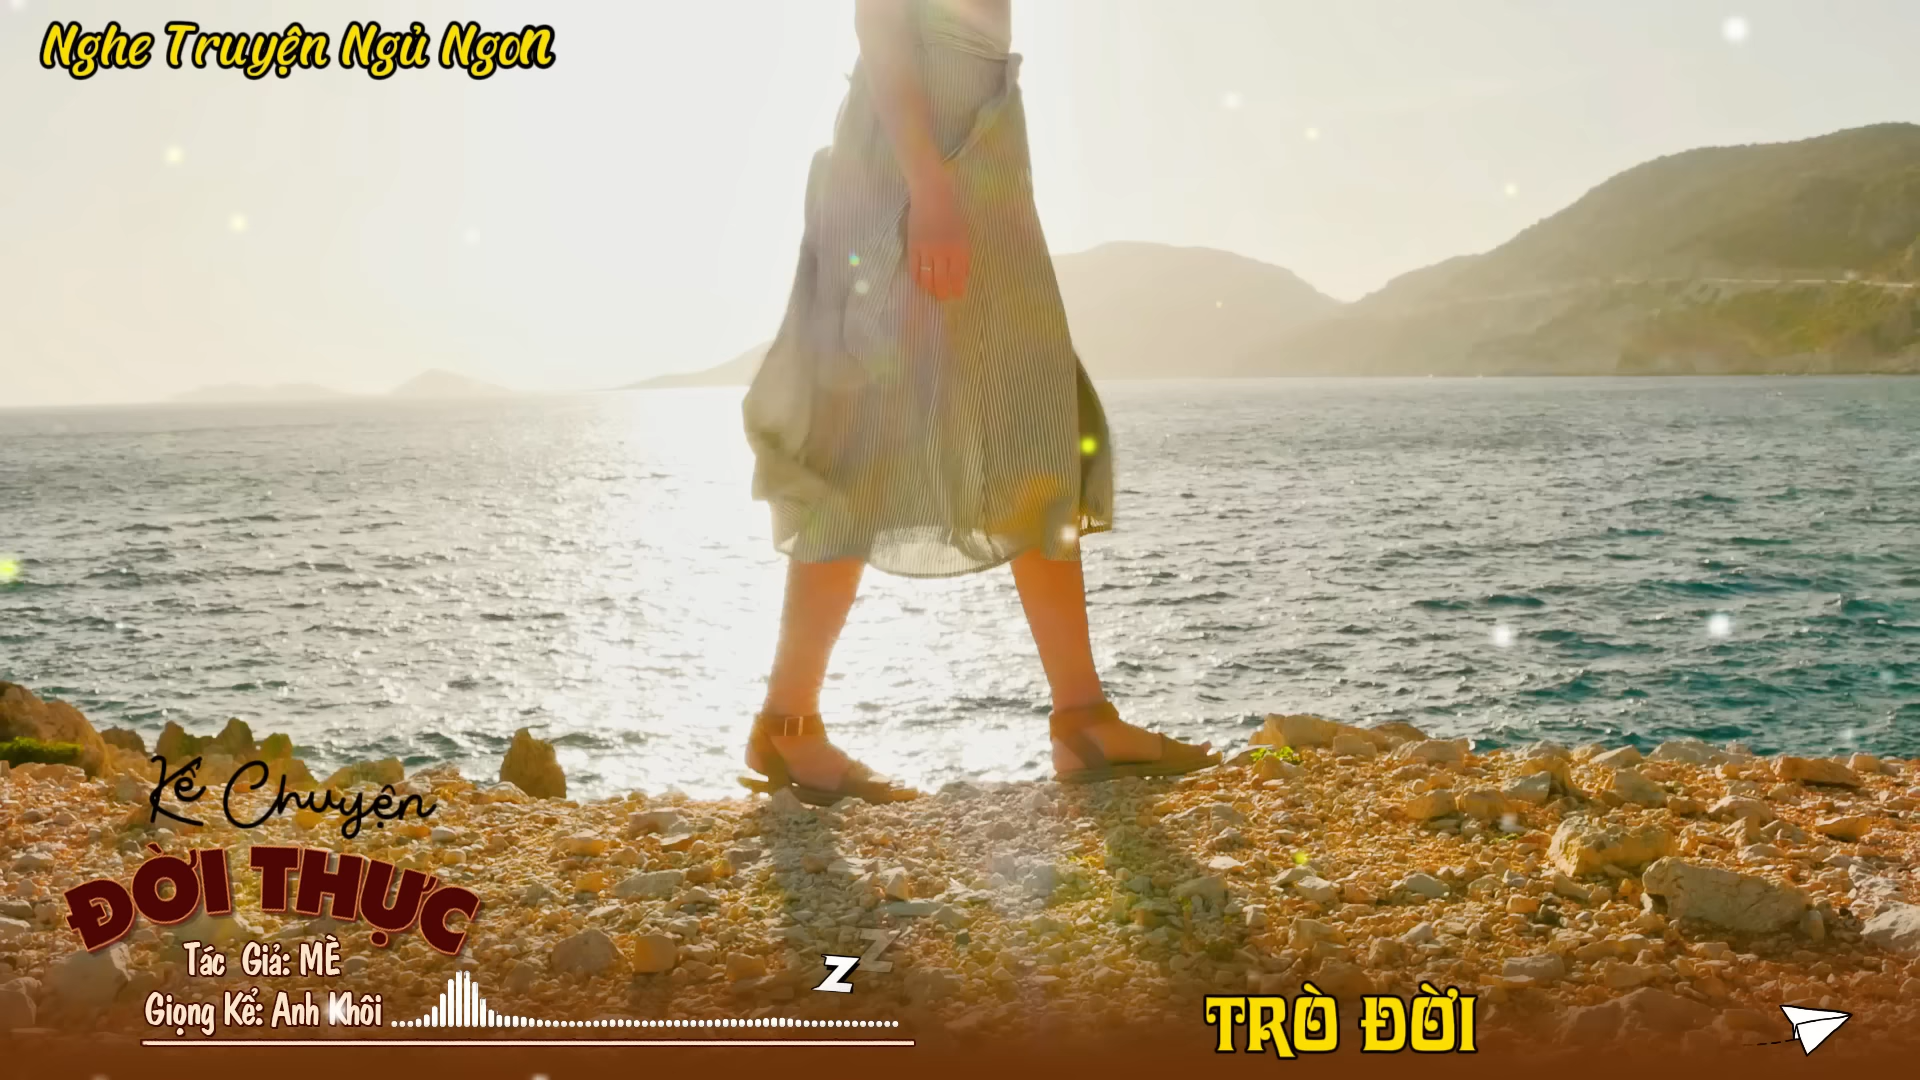 Nghe Truyện Ngủ Ngon
Kể Chuyện
ĐỜI THỰC
Tác Giả: MÈ
Giọng Kể: Anh Khôi
Z
Z
TRÒ ĐỜI